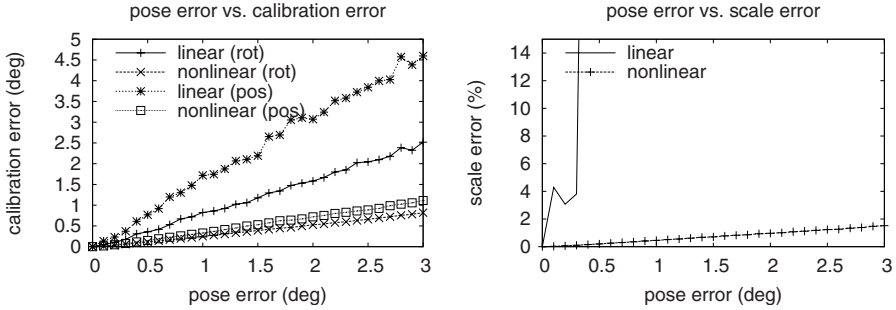 pose error vs. calibration error
calibration error (deg)
5
4.5
4
3.5
3
2.5
2
1.5
1
0.5
0
linear (rot)
nonlinear (rot)
linear (pos)
nonlinear (pos)
0 0.5 1 1.5 2 2.5 3
pose error (deg)
pose error vs. scale error
scale error (%)
14
12
10
8
6
4
2
0
linear
nonlinear
0 0.5 1 1.5 2 2.5 3
pose error (deg)